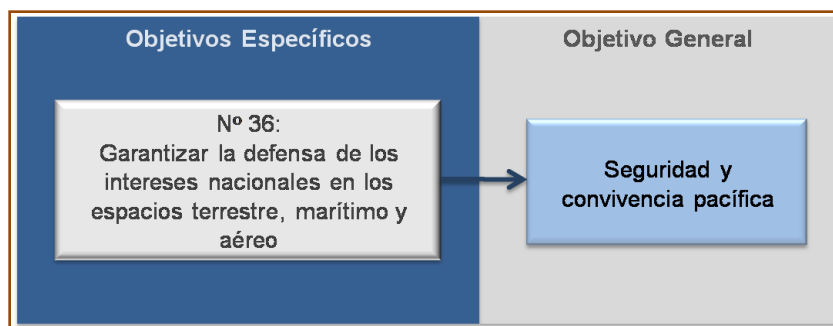 Objetivos Específicos
Objetivo General
Nº 36:
Garantizar la defensa de los
intereses nacionales en los
espacios terrestre, marítimo y
aéreo
Seguridad y
convivencia pacífica